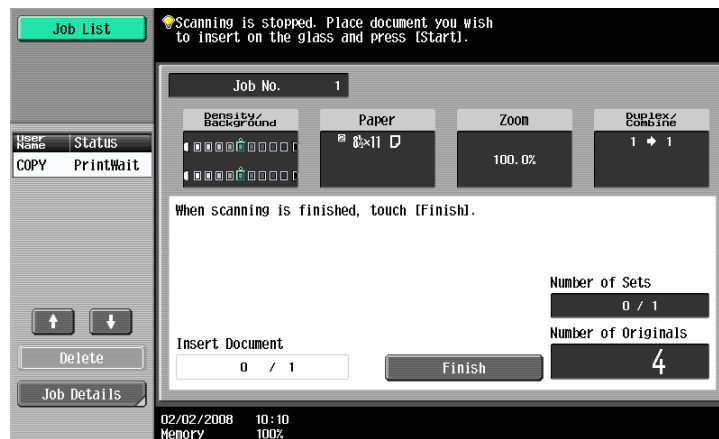 Job List
Scanning is stopped. Place document you wish
to insert on the glass and press [Start].
Job No. 1
Density/
Background
Paper
Zoom
Duplex/
Combine
8½×11
100.0%
1 → 1
User
Name
Status
COPY PrintWait
When scanning is finished, touch [Finish].
Number of Sets
0 / 1
Number of Originals
4
Insert Document
0 / 1
Finish
Delete
Job Details
02/02/2008 10:10
Memory 100%